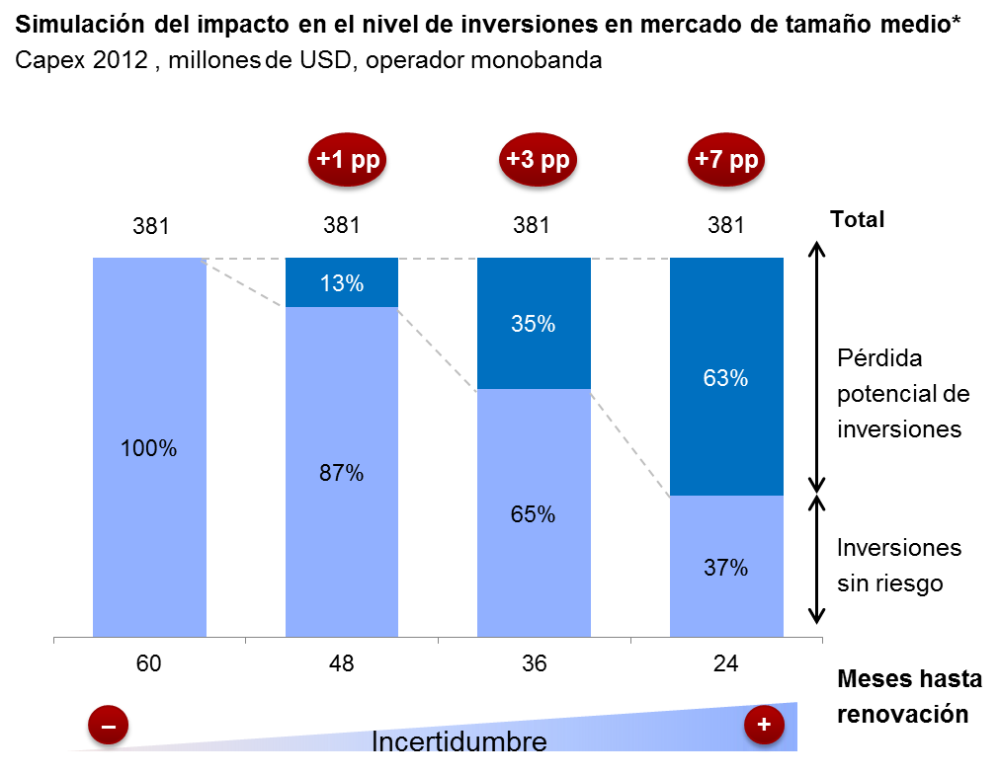 Simulación del impacto en el nivel de inversiones en mercado de tamaño medio*
Capex 2012 , millones de USD, operador monobanda
+1 pp
+3 pp
+7 pp
381
381
381
381
Total
13%
35%
63%
Pérdida
potencial de
inversiones
100%
87%
65%
37%
Inversiones
sin riesgo
60
48
36
24
Meses hasta
renovación
–
Incertidumbre
+